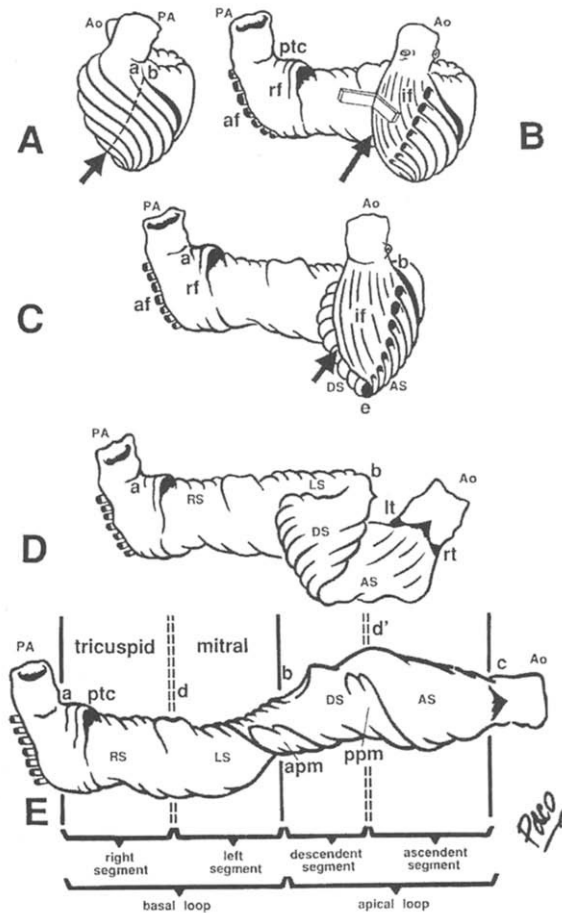 Ao PA
a b
A
PA
ptc
rf
af
Ao
if
B
PA
a
rf
af
Ao
b
if
C
DS AS
e
PA
a
RS
LS
b
DS
lt
Ao
rt
AS
D
d'
tricuspid mitral
PA
a
ptc
d
b
DS
AS
c
Ao
RS
LS
apm
ppm
E
right segment
left segment
descendent segment
ascendent segment
basal loop
apical loop
Paco